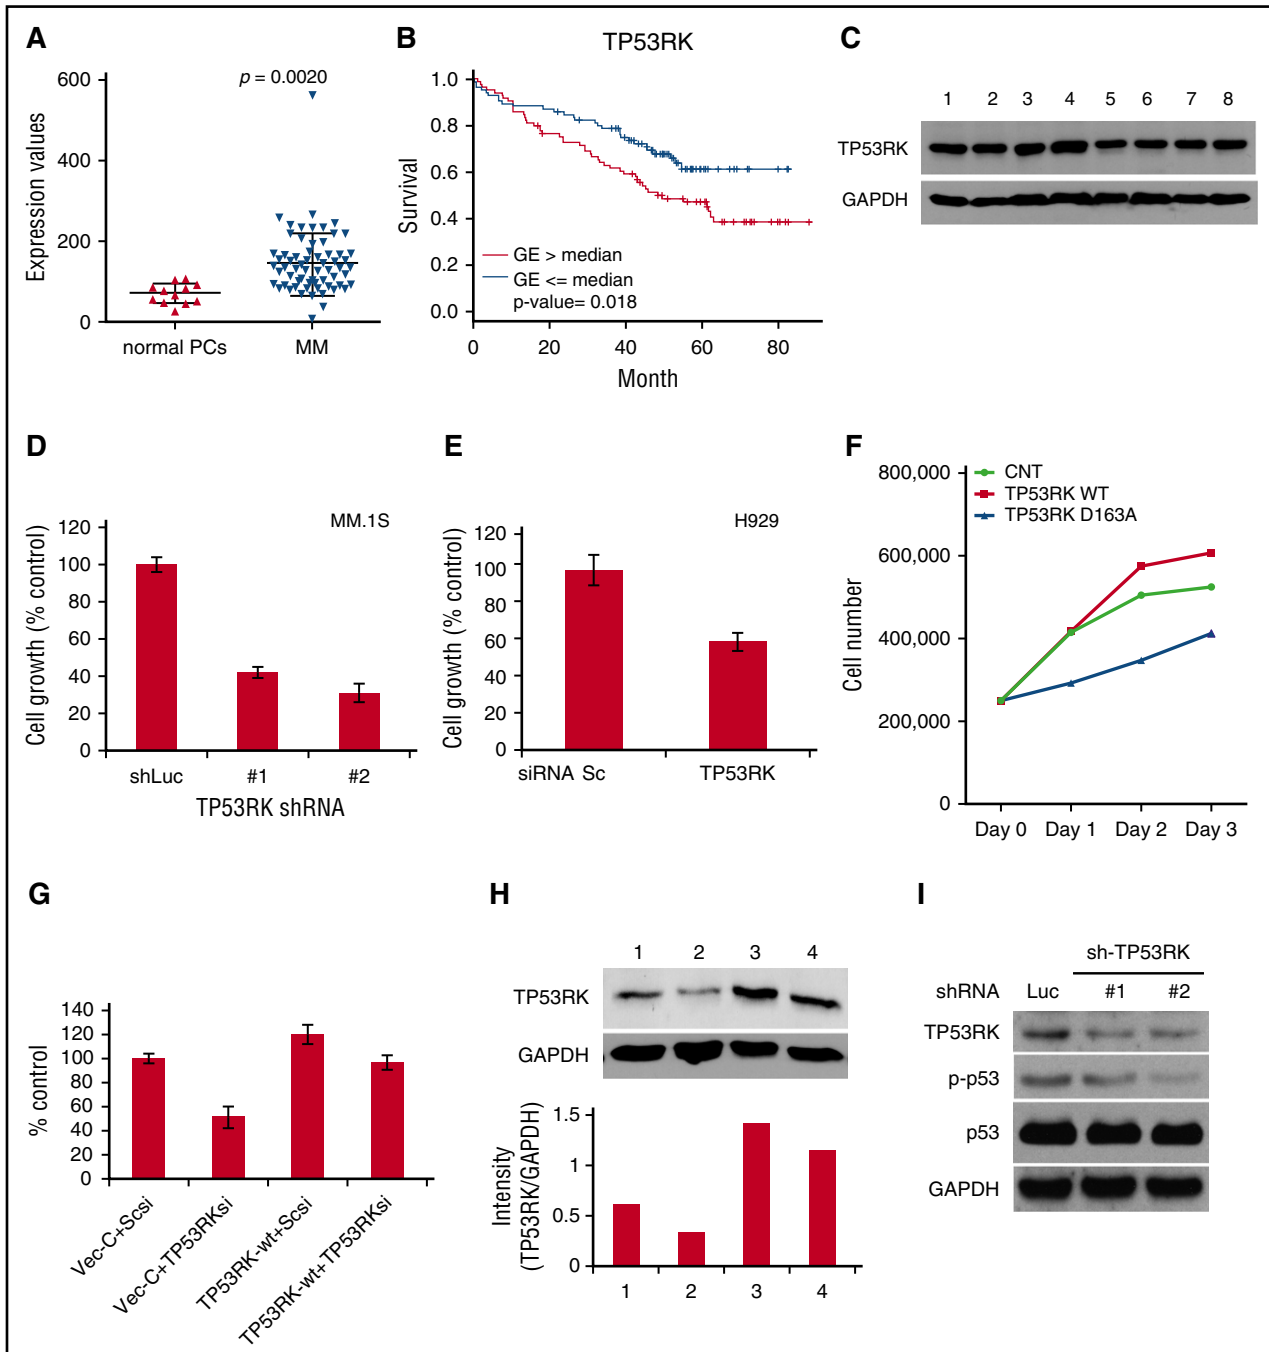 A
p = 0.0020
600
400
200
0
Expression values
normal PCs
MM
B
TP53RK
1.0
0.8
0.6
0.4
0.2
0.0
Survival
GE > median
GE <= median
p-value= 0.018
0
20
40
60
80
Month
C
1 2 3 4 5 6 7 8
TP53RK
GAPDH
D
MM.1S
120
100
80
60
40
20
0
Cell growth (% control)
shLuc
#1
#2
TP53RK shRNA
E
H929
120
100
80
60
40
20
0
Cell growth (% control)
siRNA Sc
TP53RK
F
800,000
600,000
400,000
200,000
0
Cell number
CNT
TP53RK WT
TP53RK D163A
Day 0
Day 1
Day 2
Day 3
G
140
120
100
80
60
40
20
0
% control
Vec-C+Scsi
Vec-C+TP53RKsi
TP53RK-wt+Scsi
TP53RK-wt+TP53RKsi
H
1 2 3 4
TP53RK
GAPDH
1.5
1
0.5
0
Intensity
(TP53RK/GAPDH)
1
2
3
4
I
sh-TP53RK
shRNA Luc #1 #2
TP53RK
p-p53
p53
GAPDH